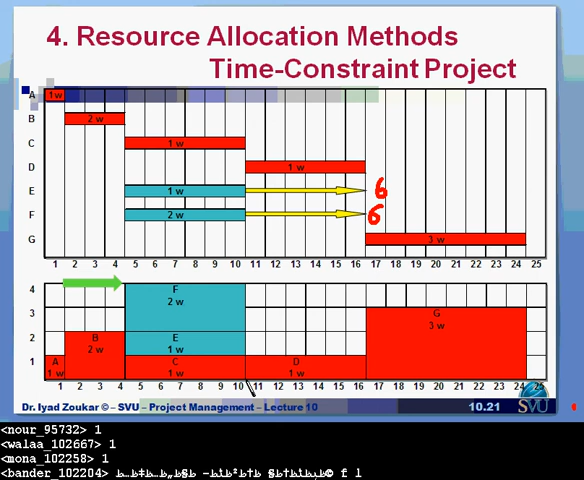 4. Resource Allocation Methods
Time-Constraint Project
A 1 w
B 2 w
C 1 w
D 1 w
E 1 w 6
F 2 w 6
G 3 w
1 2 3 4 5 6 7 8 9 10 11 12 13 14 15 16 17 18 19 20 21 22 23 24 25
4 F
2 w
3 G
3 w
2 B
2 w
E
1 w
1 A
1 w
C
1 w
D
1 w
1 2 3 4 5 6 7 8 9 10 11 12 13 14 15 16 17 18 19 20 21 22 23 24 25
Dr. Iyad Zoukar © – SVU – Project Management – Lecture 10 10.21 SVU
<nour_95732> 1
<walaa_102667> 1
<mona_102258> 1
<bander_102204> f l